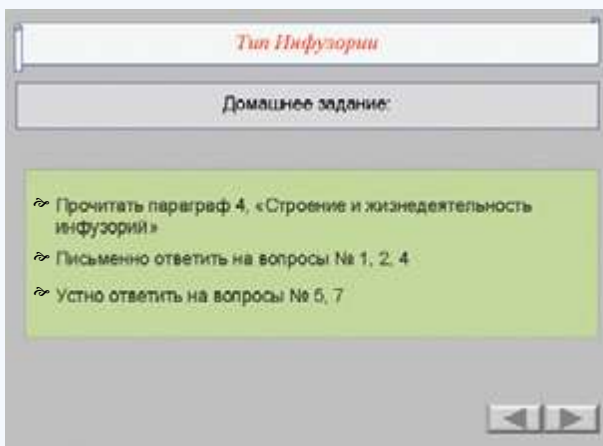 Тип Инфузории
Домашнее задание:
Прочитать параграф 4, «Строение и жизнедеятельность
инфузорий»
Письменно ответить на вопросы № 1, 2, 4
Устно ответить на вопросы № 5, 7